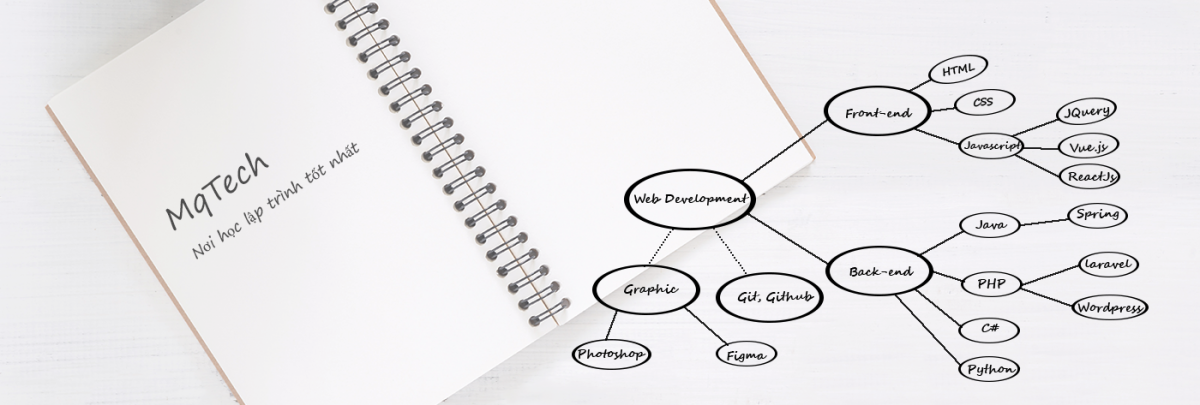 MqTech
Nơi học lập trình tốt nhất
Web Development
Front-end
HTML
CSS
Javascript
JQuery
Vue.js
ReactJs
Back-end
Java
Spring
PHP
laravel
Wordpress
C#
Python
Graphic
Photoshop
Figma
Git, Github